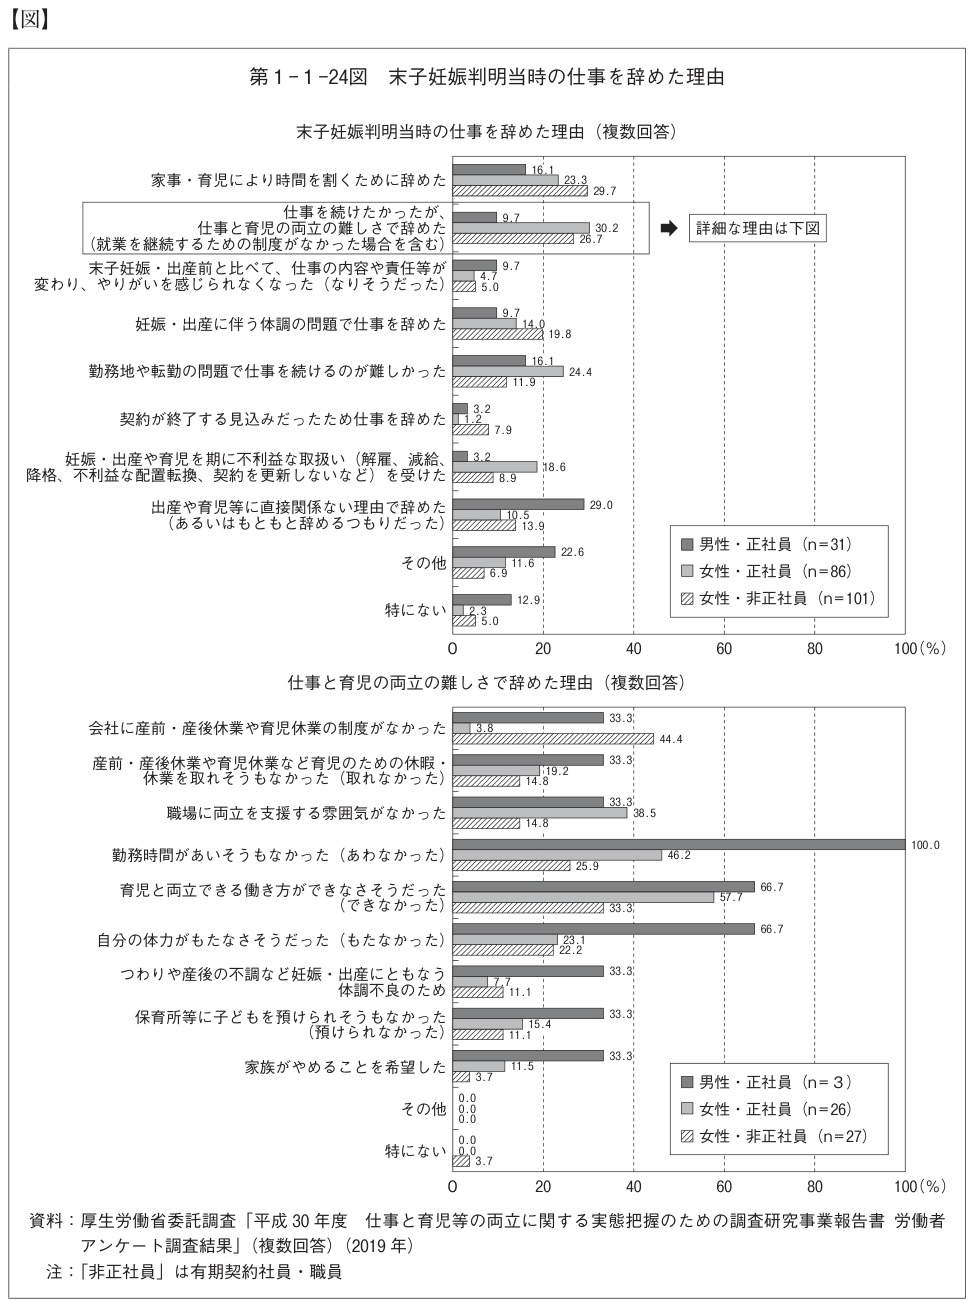 【図】
第1-1-24図　末子妊娠判明当時の仕事を辞めた理由
末子妊娠判明当時の仕事を辞めた理由（複数回答）
家事・育児により時間を割くために辞めた
16.1
23.3
29.7
仕事を続けたかったが、
仕事と育児の両立の難しさで辞めた
（就業を継続するための制度がなかった場合を含む）
9.7
30.2
26.7
詳細な理由は下図
末子妊娠・出産前と比べて、仕事の内容や責任等が
変わり、やりがいを感じられなくなった（なりそうだった）
9.7
4.7
5.0
妊娠・出産に伴う体調の問題で仕事を辞めた
9.7
14.0
19.8
勤務地や転勤の問題で仕事を続けるのが難しかった
16.1
24.4
11.9
契約が終了する見込みだったため仕事を辞めた
3.2
1.2
7.9
妊娠・出産や育児を期に不利益な取扱い（解雇、減給、
降格、不利益な配置転換、契約を更新しないなど）を受けた
3.2
18.6
8.9
出産や育児等に直接関係ない理由で辞めた
（あるいはもともと辞めるつもりだった）
29.0
10.5
13.9
その他
22.6
11.6
6.9
特にない
12.9
2.3
5.0
男性・正社員（n=31）
女性・正社員（n=86）
女性・非正社員（n=101）
0 20 40 60 80 100(%)
仕事と育児の両立の難しさで辞めた理由（複数回答）
会社に産前・産後休業や育児休業の制度がなかった
33.3
3.8
44.4
産前・産後休業や育児休業など育児のための休暇・
休業を取れそうもなかった（取れなかった）
33.3
19.2
14.8
職場に両立を支援する雰囲気がなかった
33.3
38.5
14.8
勤務時間があいそうもなかった（あわなかった）
100.0
46.2
25.9
育児と両立できる働き方ができなさそうだった
（できなかった）
66.7
57.7
33.3
自分の体力がもたなさそうだった（もたなかった）
66.7
23.1
22.2
つわりや産後の不調など妊娠・出産にともなう
体調不良のため
33.3
7.7
11.1
保育所等に子どもを預けられそうもなかった
（預けられなかった）
33.3
15.4
11.1
家族がやめることを希望した
33.3
11.5
3.7
その他
0.0
0.0
0.0
特にない
0.0
0.0
3.7
男性・正社員（n=3）
女性・正社員（n=26）
女性・非正社員（n=27）
0 20 40 60 80 100(%)
資料：厚生労働省委託調査「平成30年度　仕事と育児等の両立に関する実態把握のための調査研究事業報告書 労働者
アンケート調査結果」（複数回答）（2019年）
注：「非正社員」は有期契約社員・職員